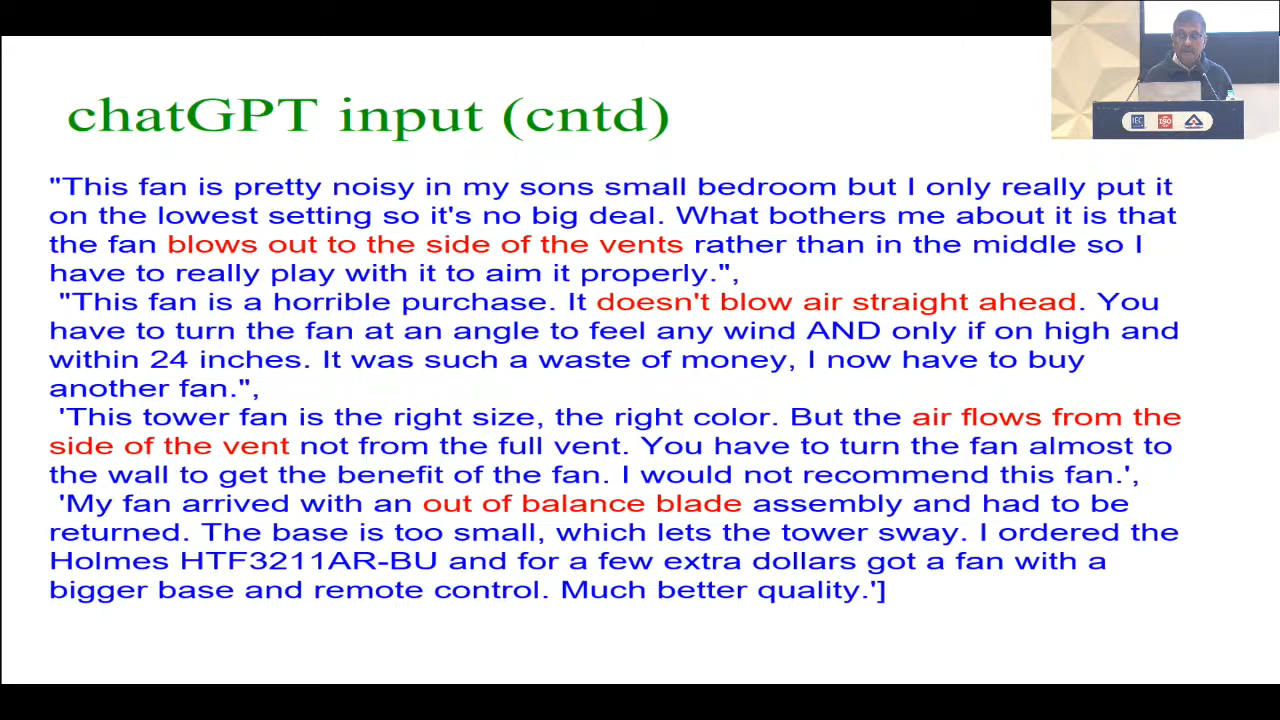 chatGPT input (cntd)
"This fan is pretty noisy in my sons small bedroom but I only really put it
on the lowest setting so it's no big deal. What bothers me about it is that
the fan blows out to the side of the vents rather than in the middle so I
have to really play with it to aim it properly.",
"This fan is a horrible purchase. It doesn't blow air straight ahead. You
have to turn the fan at an angle to feel any wind AND only if on high and
within 24 inches. It was such a waste of money, I now have to buy
another fan.",
'This tower fan is the right size, the right color. But the air flows from the
side of the vent not from the full vent. You have to turn the fan almost to
the wall to get the benefit of the fan. I would not recommend this fan.',
'My fan arrived with an out of balance blade assembly and had to be
returned. The base is too small, which lets the tower sway. I ordered the
Holmes HTF3211AR-BU and for a few extra dollars got a fan with a
bigger base and remote control. Much better quality.']
IEC
ISO